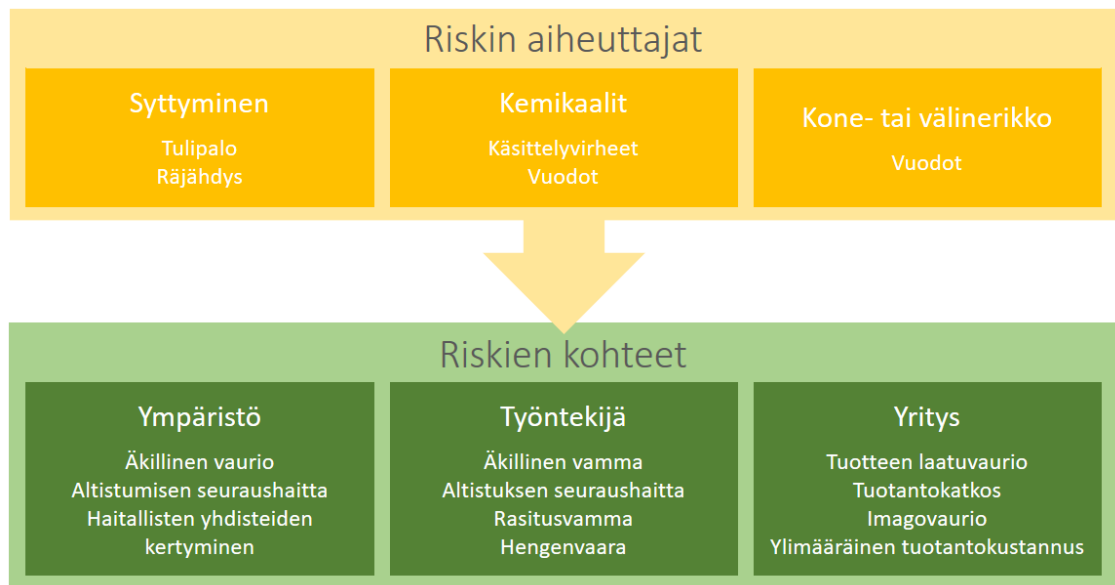 Riskin aiheuttajat
Syttyminen
Tulipalo
Räjähdys
Kemikaalit
Käsittelyvirheet
Vuodot
Kone- tai välinerikko
Vuodot
Riskien kohteet
Ympäristö
Äkillinen vaurio
Altistumisen seuraushaitta
Haitallisten yhdisteiden
kertyminen
Työntekijä
Äkillinen vamma
Altistuksen seuraushaitta
Rasitusvamma
Hengenvaara
Yritys
Tuotteen laatuvaurio
Tuotantokatkos
Imagovaurio
Ylimääräinen tuotantokustannus